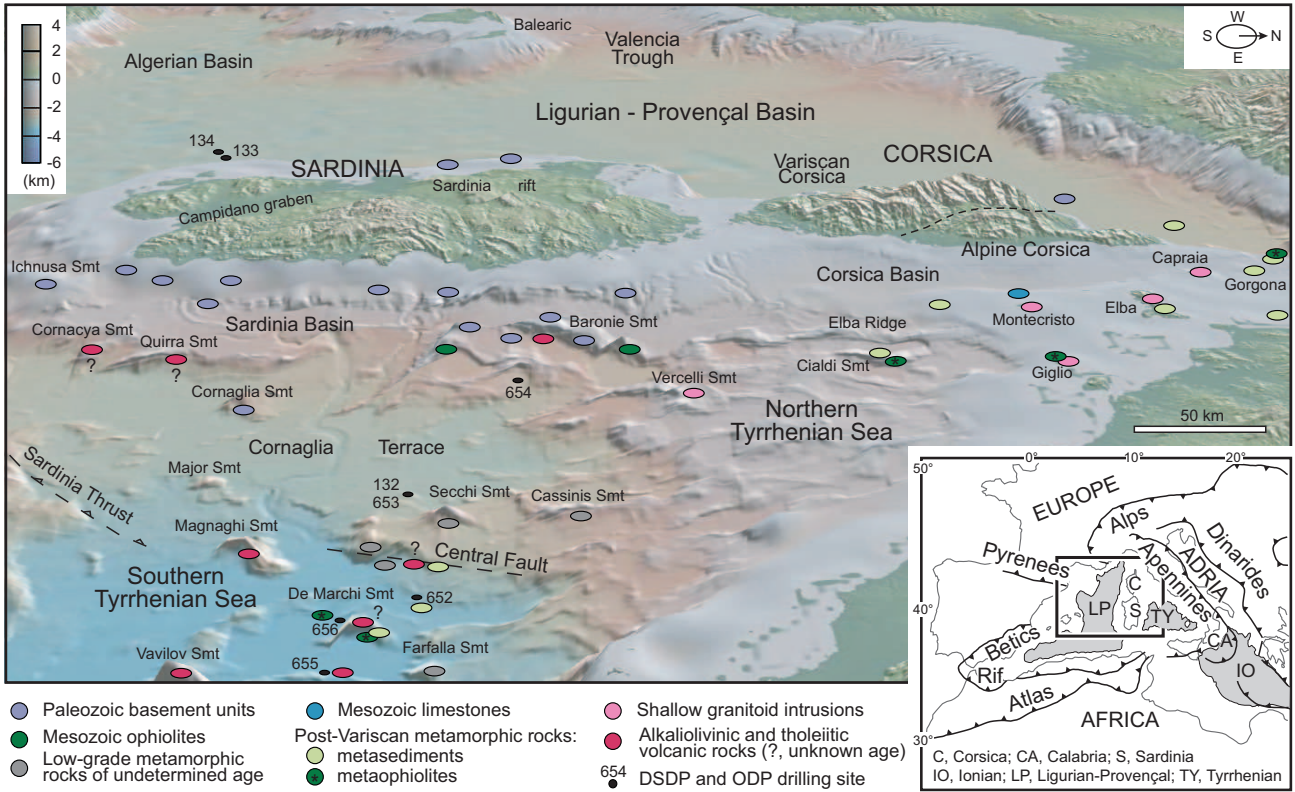 4
2
0
-2
-4
-6
(km)
Algerian Basin
Balearic
Valencia
Trough
W
S
N
E
Ligurian - Provençal Basin
134
133
SARDINIA
Sardinia rift
Campidano graben
Variscan
Corsica
CORSICA
Alpine Corsica
Ichnusa Smt
Corsica Basin
Capraia
Gorgona
Cornacya Smt
?
Quirra Smt
?
Sardinia Basin
Baronie Smt
Elba Ridge
Montecristo
Elba
Cornaglia Smt
654
Vercelli Smt
Cialdi Smt
Giglio
Northern
Tyrrhenian Sea
50 km
Cornaglia Terrace
Sardinia Thrust
Major Smt
132
653
Secchi Smt
Cassinis Smt
Magnaghi Smt
?
Central Fault
Southern
Tyrrhenian Sea
De Marchi Smt
?
652
656
Vavilov Smt
655
Farfalla Smt
50°
0°
10°
20°
40°
30°
EUROPE
Alps
Dinarides
Pyrenees
Apennines
ADRIA
C
LP
S
TY
CA
IO
Betics
Rif
Atlas
AFRICA
C, Corsica; CA, Calabria; S, Sardinia
IO, Ionian; LP, Ligurian-Provençal; TY, Tyrrhenian
Paleozoic basement units
Mesozoic ophiolites
Low-grade metamorphic
rocks of undetermined age
Mesozoic limestones
Post-Variscan metamorphic rocks:
metasediments
metaophiolites
Shallow granitoid intrusions
Alkaliolivinic and tholeiitic
volcanic rocks (?, unknown age)
654
DSDP and ODP drilling site